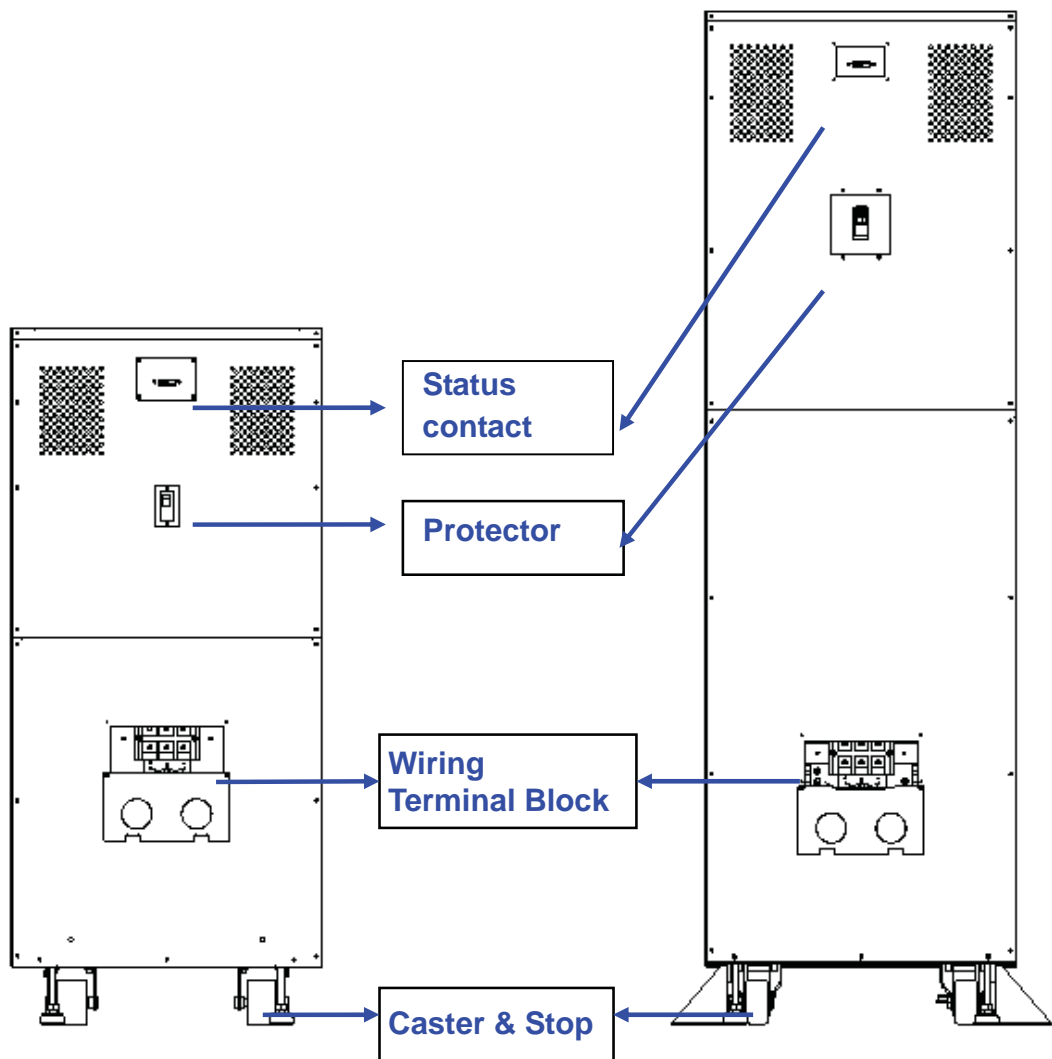 Status
contact
Protector
Wiring
Terminal Block
Caster & Stop